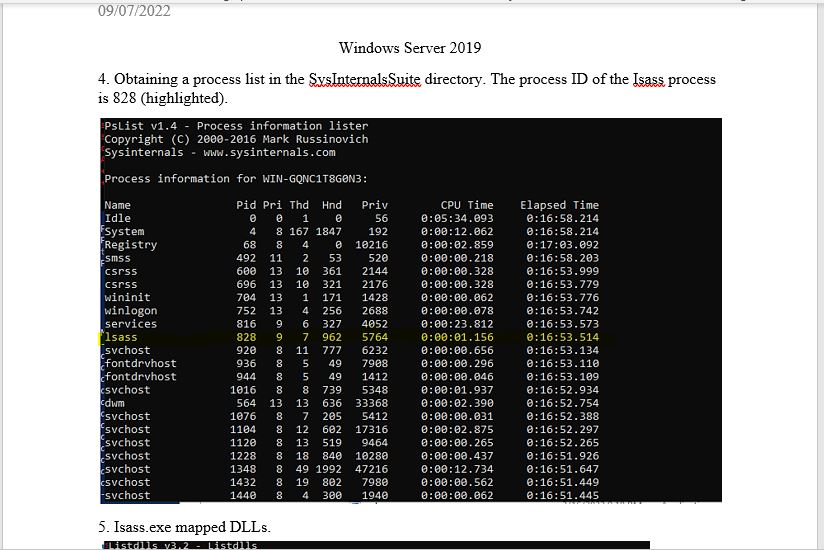 09/07/2022
Windows Server 2019
4. Obtaining a process list in the SysInternalsSuite directory. The process ID of the Isass process
is 828 (highlighted).
PsList v1.4 - Process information lister
Copyright (C) 2000-2016 Mark Russinovich
Sysinternals - www.sysinternals.com
Process information for WIN-GQNC1T8G0N3:
Name Pid Pri Thd Hnd Priv CPU Time Elapsed Time
Idle 0 0 1 0 56 0:05:34.093 0:16:58.214
System 4 8 167 1847 192 0:00:12.062 0:16:58.214
Registry 68 8 4 0 10216 0:00:02.859 0:17:03.092
smss 492 11 2 53 520 0:00:00.218 0:16:58.203
csrss 600 13 10 361 2144 0:00:00.328 0:16:53.999
csrss 696 13 10 321 2176 0:00:00.328 0:16:53.779
wininit 704 13 1 171 1428 0:00:00.062 0:16:53.776
winlogon 752 13 4 256 2688 0:00:00.078 0:16:53.742
services 816 9 6 327 4052 0:00:23.812 0:16:53.573
lsass 828 9 7 962 5764 0:00:01.156 0:16:53.514
svchost 920 8 11 777 6232 0:00:00.656 0:16:53.134
fontdrvhost 936 8 5 49 7908 0:00:00.296 0:16:53.110
fontdrvhost 944 8 5 49 1412 0:00:00.046 0:16:53.109
svchost 1016 8 8 739 5348 0:00:01.937 0:16:52.934
dwm 564 13 13 636 33368 0:00:02.390 0:16:52.754
svchost 1076 8 7 205 5412 0:00:00.031 0:16:52.388
svchost 1104 8 12 602 17316 0:00:02.875 0:16:52.297
svchost 1120 8 13 519 9464 0:00:00.265 0:16:52.265
svchost 1228 8 18 840 10280 0:00:00.437 0:16:51.926
svchost 1348 8 49 1992 47216 0:00:12.734 0:16:51.647
svchost 1432 8 19 802 7980 0:00:00.562 0:16:51.449
svchost 1440 8 4 300 1940 0:00:00.062 0:16:51.445
5. Isass.exe mapped DLLs.
Listdlls v3.2 - Listdlls